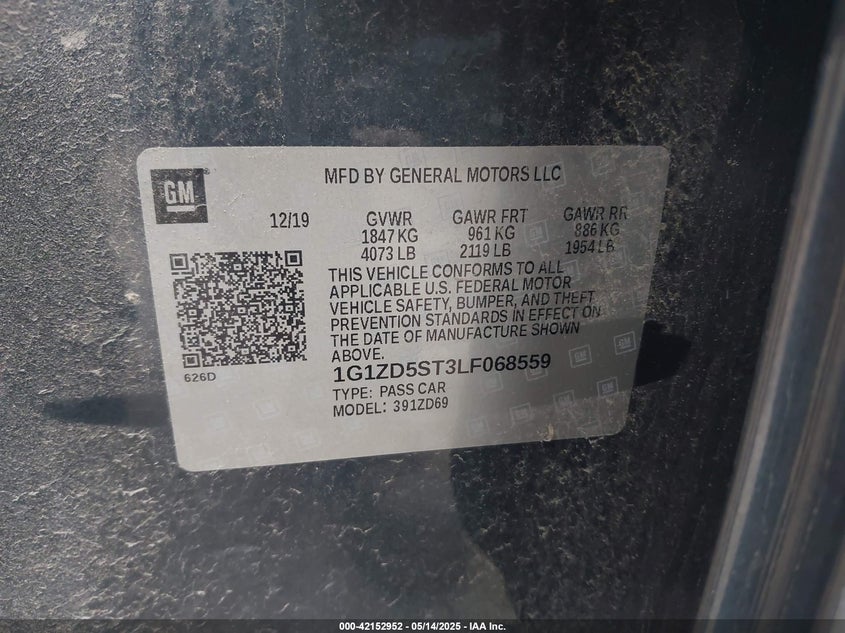 MFD BY GENERAL MOTORS LLC
GM
12/19 GVWR GAWR FRT GAWR RR
1847 KG 961 KG 886 KG
4073 LB 2119 LB 1954 LB
THIS VEHICLE CONFORMS TO ALL
APPLICABLE U.S. FEDERAL MOTOR
VEHICLE SAFETY, BUMPER, AND THEFT
PREVENTION STANDARDS IN EFFECT ON
THE DATE OF MANUFACTURE SHOWN
ABOVE.
626D
1G1ZD5ST3LF068559
TYPE: PASS CAR
MODEL: 391ZD69
000-42152952 - 05/14/2025 - IAA Inc.